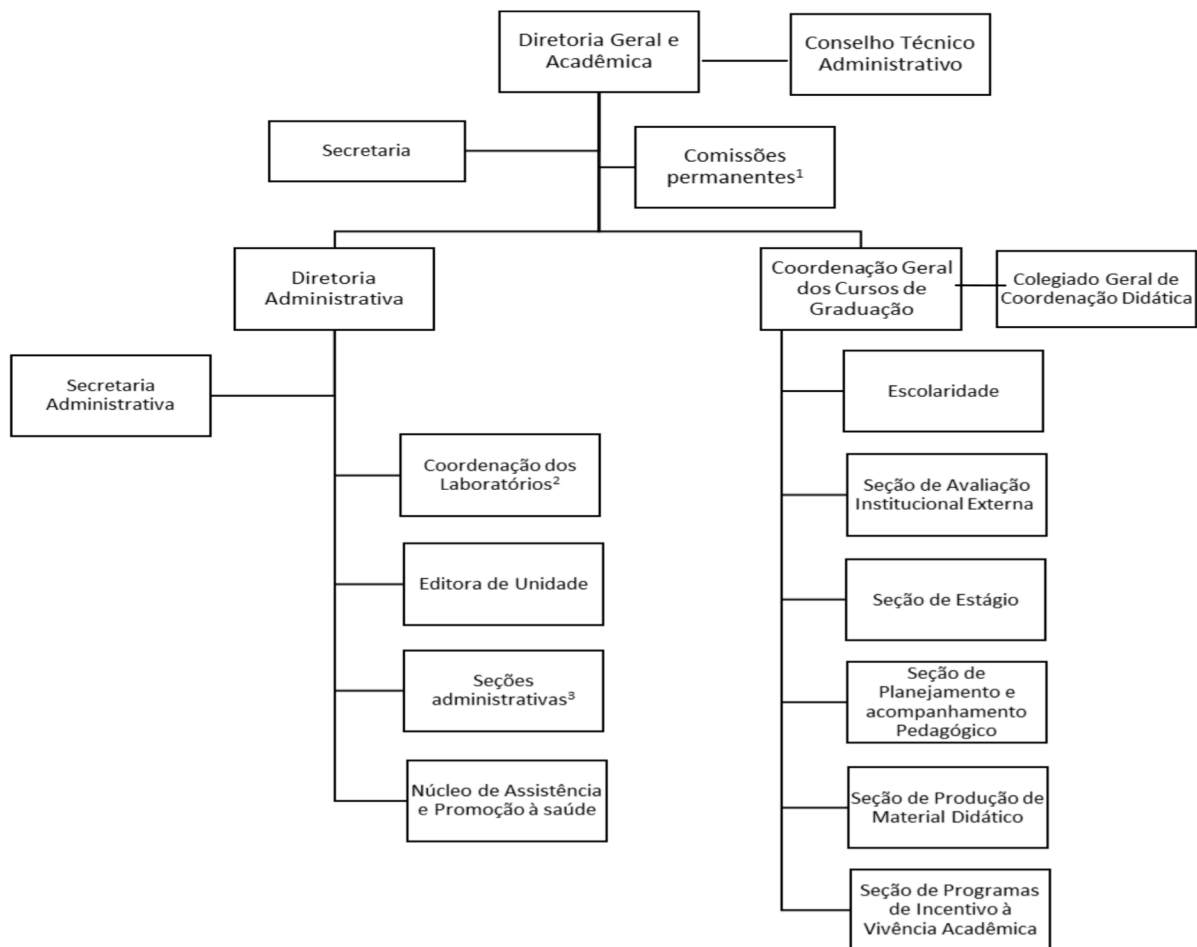 Diretoria Geral e
Acadêmica
Conselho Técnico
Administrativo
Secretaria
Comissões
permanentes¹
Diretoria
Administrativa
Coordenação Geral
dos Cursos de
Graduação
Colegiado Geral de
Coordenação Didática
Secretaria
Administrativa
Escolaridade
Coordenação dos
Laboratórios²
Seção de Avaliação
Institucional Externa
Editora de Unidade
Seção de Estágio
Seções
administrativas³
Seção de
Planejamento e
acompanhamento
Pedagógico
Núcleo de Assistência
e Promoção à saúde
Seção de Produção de
Material Didático
Seção de Programas
de Incentivo à
Vivência Acadêmica